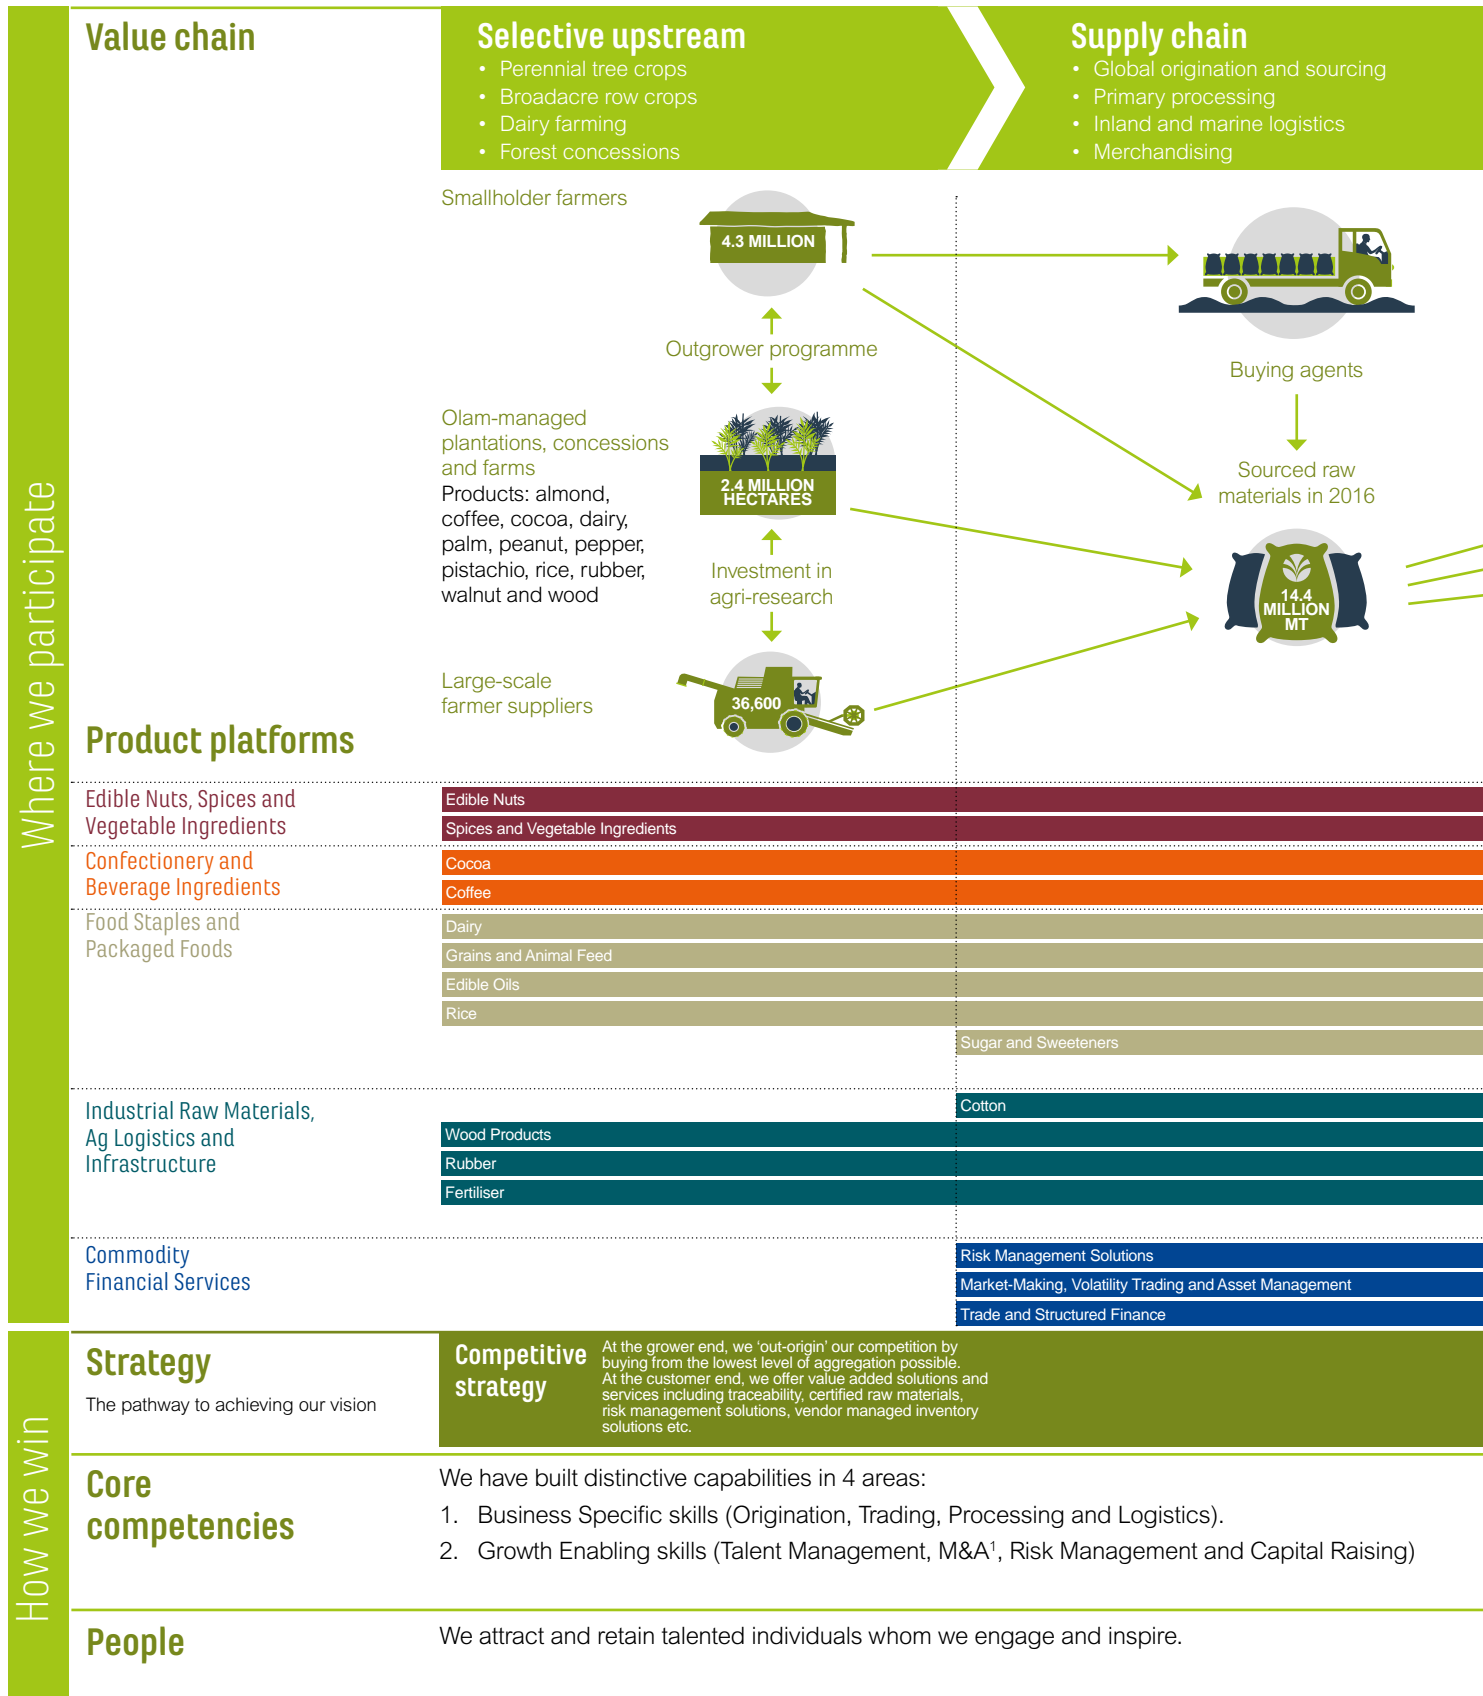 Value chain
Selective upstream
• Perennial tree crops
• Broadacre row crops
• Dairy farming
• Forest concessions
Supply chain
• Global origination and sourcing
• Primary processing
• Inland and marine logistics
• Merchandising
Where we participate
Smallholder farmers
4.3 MILLION
Outgrower programme
Buying agents
Olam-managed
plantations, concessions
and farms
Products: almond,
coffee, cocoa, dairy,
palm, peanut, pepper,
pistachio, rice, rubber,
walnut and wood
2.4 MILLION
HECTARES
Sourced raw
materials in 2016
Investment in
agri-research
14.4
MILLION
MT
Large-scale
farmer suppliers
36,600
Product platforms
Edible Nuts, Spices and
Vegetable Ingredients
Edible Nuts
Spices and Vegetable Ingredients
Confectionery and
Beverage Ingredients
Cocoa
Coffee
Food Staples and
Packaged Foods
Dairy
Grains and Animal Feed
Edible Oils
Rice
Sugar and Sweeteners
Industrial Raw Materials,
Ag Logistics and
Infrastructure
Cotton
Wood Products
Rubber
Fertiliser
Commodity
Financial Services
Risk Management Solutions
Market-Making, Volatility Trading and Asset Management
Trade and Structured Finance
How we win
Strategy
The pathway to achieving our vision
Competitive
strategy
At the grower end, we ‘out-origin’ our competition by
buying from the lowest level of aggregation possible.
At the customer end, we offer value added solutions and
services including traceability, certified raw materials,
risk management solutions, vendor managed inventory
solutions etc.
Core
competencies
We have built distinctive capabilities in 4 areas:
1. Business Specific skills (Origination, Trading, Processing and Logistics).
2. Growth Enabling skills (Talent Management, M&A¹, Risk Management and Capital Raising)
People
We attract and retain talented individuals whom we engage and inspire.